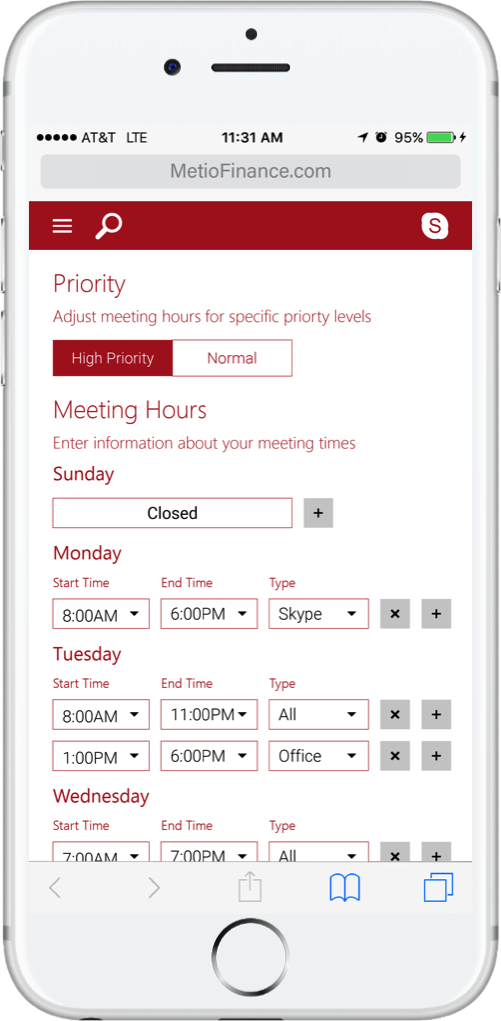 AT&T LTE 11:31 AM 95%
MetioFinance.com
S
Priority
Adjust meeting hours for specific priorty levels
High Priority Normal
Meeting Hours
Enter information about your meeting times
Sunday
Closed +
Monday
Start Time End Time Type
8:00AM 6:00PM Skype × +
Tuesday
Start Time End Time Type
8:00AM 11:00PM All × +
1:00PM 6:00PM Office × +
Wednesday
Start Time End Time Type
7:00AM 7:00PM All × +